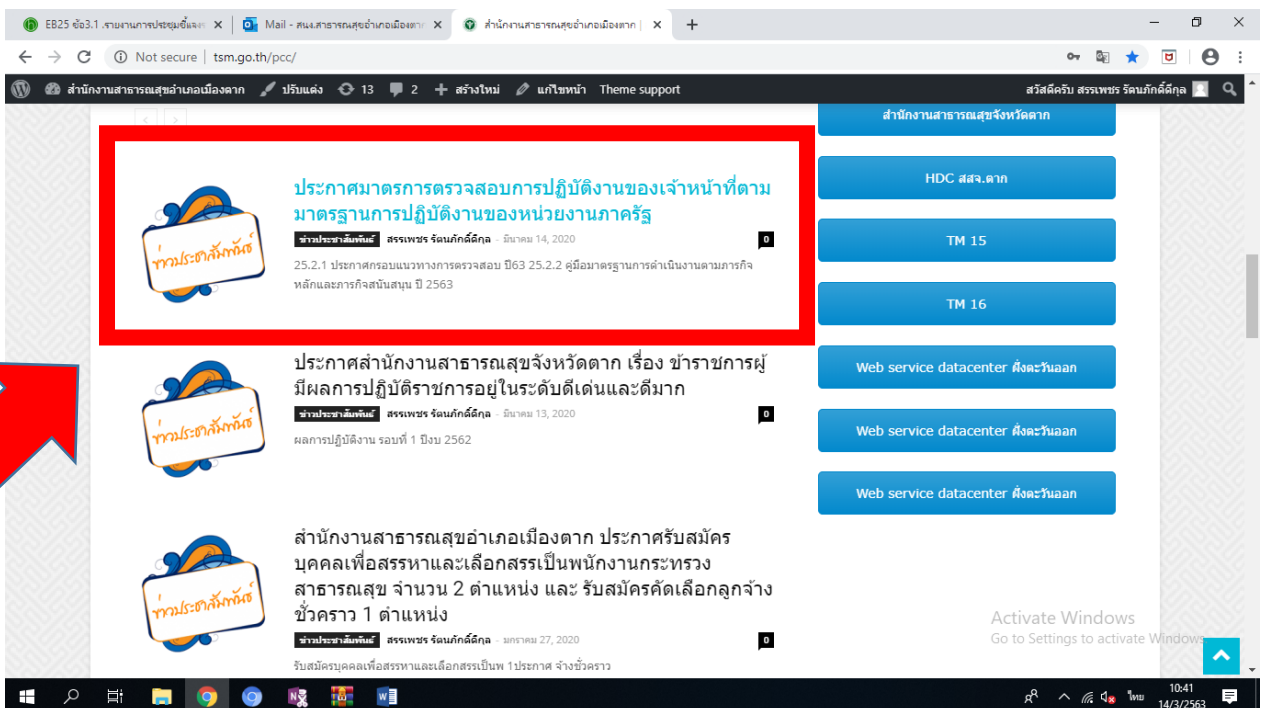 EB25 ข้อ3.1 .รายงานการประชุมชี้แจง
Mail - สนง.สาธารณสุขอำเภอเมืองตาก
สำนักงานสาธารณสุขอำเภอเมืองตาก |
Not secure | tsm.go.th/pcc/
สำนักงานสาธารณสุขอำเภอเมืองตาก ปรับแต่ง 13 2 + สร้างใหม่ แก้ไขหน้า Theme support สวัสดีครับ สรรเพชร รัตนภักดิ์ดีกุล
สำนักงานสาธารณสุขจังหวัดตาก
HDC สสจ.ตาก
TM 15
TM 16
Web service datacenter ฝั่งตะวันออก
Web service datacenter ฝั่งตะวันออก
Web service datacenter ฝั่งตะวันออก
ข่าวประชาสัมพันธ์
ประกาศมาตรการตรวจสอบการปฏิบัติงานของเจ้าหน้าที่ตาม
มาตรฐานการปฏิบัติงานของหน่วยงานภาครัฐ
ข่าวประชาสัมพันธ์ สรรเพชร รัตนภักดิ์ดีกุล - มีนาคม 14, 2020 0
25.2.1 ประกาศกรอบแนวทางการตรวจสอบ ปี63 25.2.2 คู่มือมาตรฐานการดำเนินงานตามภารกิจ
หลักและภารกิจสนับสนุน ปี 2563
ข่าวประชาสัมพันธ์
ประกาศสำนักงานสาธารณสุขจังหวัดตาก เรื่อง ข้าราชการผู้
มีผลการปฏิบัติราชการอยู่ในระดับดีเด่นและดีมาก
ข่าวประชาสัมพันธ์ สรรเพชร รัตนภักดิ์ดีกุล - มีนาคม 13, 2020 0
ผลการปฏิบัติงาน รอบที่ 1 ปีงบ 2562
ข่าวประชาสัมพันธ์
สำนักงานสาธารณสุขอำเภอเมืองตาก ประกาศรับสมัคร
บุคคลเพื่อสรรหาและเลือกสรรเป็นพนักงานกระทรวง
สาธารณสุข จำนวน 2 ตำแหน่ง และ รับสมัครคัดเลือกลูกจ้าง
ชั่วคราว 1 ตำแหน่ง
ข่าวประชาสัมพันธ์ สรรเพชร รัตนภักดิ์ดีกุล - มกราคม 27, 2020 0
รับสมัครบุคคลเพื่อสรรหาและเลือกสรรเป็นพ 1ประกาศ จ้างชั่วคราว
Activate Windows
Go to Settings to activate Windows.
ไทย
10:41
14/3/2563